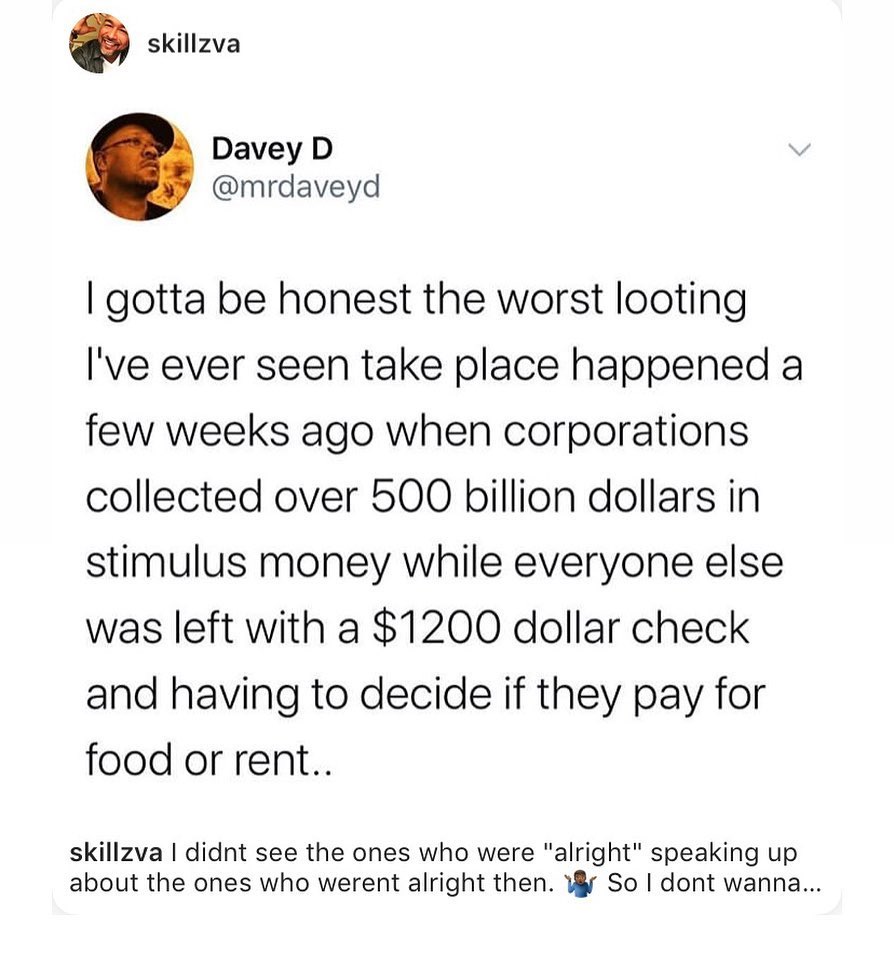 skillzva
Davey D
@mrdaveyd
I gotta be honest the worst looting
I've ever seen take place happened a
few weeks ago when corporations
collected over 500 billion dollars in
stimulus money while everyone else
was left with a $1200 dollar check
and having to decide if they pay for
food or rent..
skillzva I didnt see the ones who were "alright" speaking up
about the ones who werent alright then. 🤷🏾‍♂️ So I dont wanna...